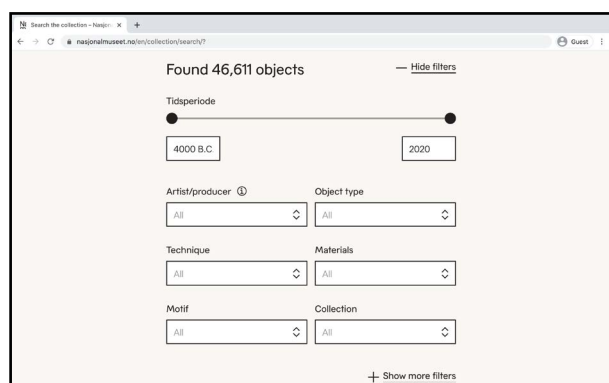 Search the collection – Nasjon
nasjonalmuseet.no/en/collection/search/?
Guest
Found 46,611 objects
Hide filters
Tidsperiode
4000 B.C
2020
Artist/producer
Object type
All
All
Technique
Materials
All
All
Motif
Collection
All
All
Show more filters